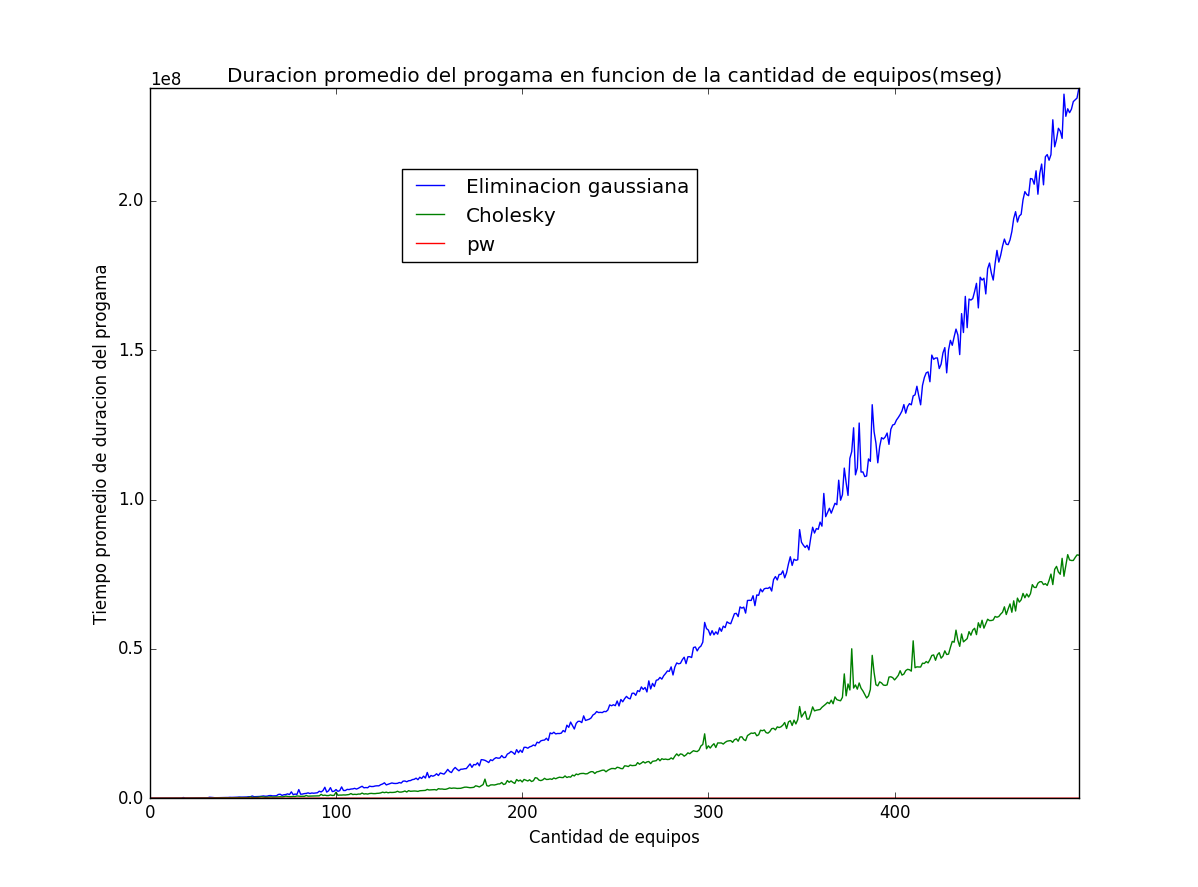 Duracion promedio del progama en funcion de la cantidad de equipos(mseg)
1e8
2.0
1.5
1.0
0.5
0.0
Tiempo promedio de duracion del progama
Eliminacion gaussiana
Cholesky
pw
0 100 200 300 400
Cantidad de equipos